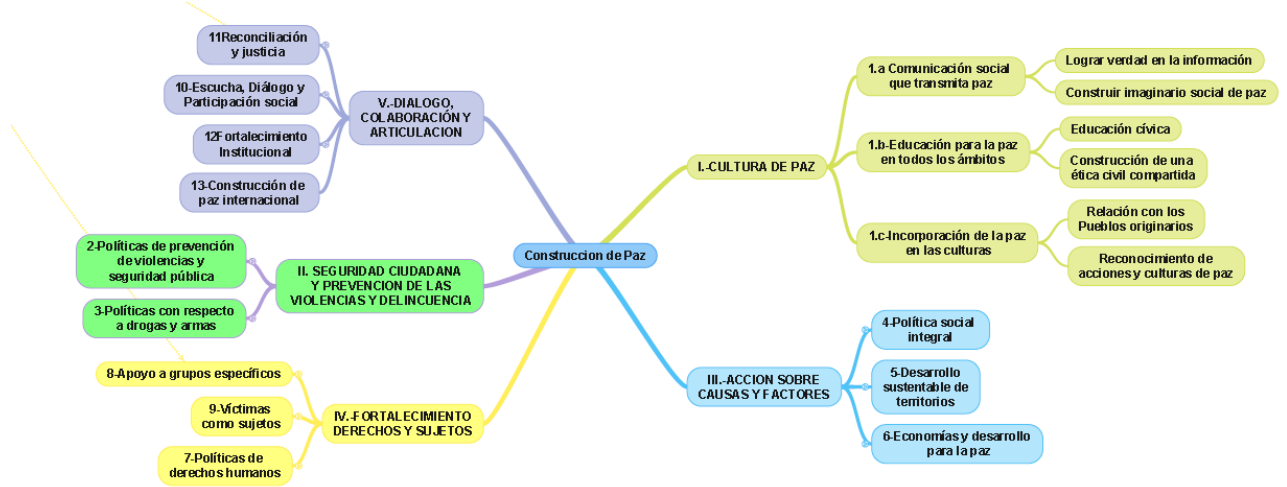 11Reconciliación
y justicia
10-Escucha, Diálogo y
Participación social
12Fortalecimiento
Institucional
13-Construcción de
paz internacional
V.-DIALOGO,
COLABORACIÓN Y
ARTICULACION
2-Políticas de prevención
de violencias y
seguridad pública
3-Políticas con respecto
a drogas y armas
II. SEGURIDAD CIUDADANA
Y PREVENCION DE LAS
VIOLENCIAS Y DELINCUENCIA
8-Apoyo a grupos específicos
9-Víctimas
como sujetos
7-Políticas de
derechos humanos
IV.-FORTALECIMIENTO
DERECHOS Y SUJETOS
Construccion de Paz
I.-CULTURA DE PAZ
1.a Comunicación social
que transmita paz
Lograr verdad en la información
Construir imaginario social de paz
1.b-Educación para la paz
en todos los ámbitos
Educación cívica
Construcción de una
ética civil compartida
1.c-Incorporación de la paz
en las culturas
Relación con los
Pueblos originarios
Reconocimiento de
acciones y culturas de paz
III.-ACCION SOBRE
CAUSAS Y FACTORES
4-Política social
integral
5-Desarrollo
sustentable de
territorios
6-Economías y desarrollo
para la paz